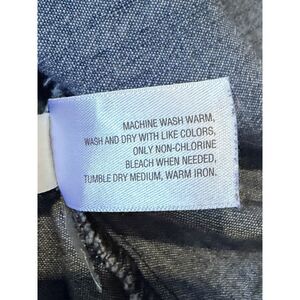 MACHINE WASH WARM,
WASH AND DRY WITH LIKE COLORS,
ONLY NON-CHLORINE
BLEACH WHEN NEEDED,
TUMBLE DRY MEDIUM, WARM IRON.